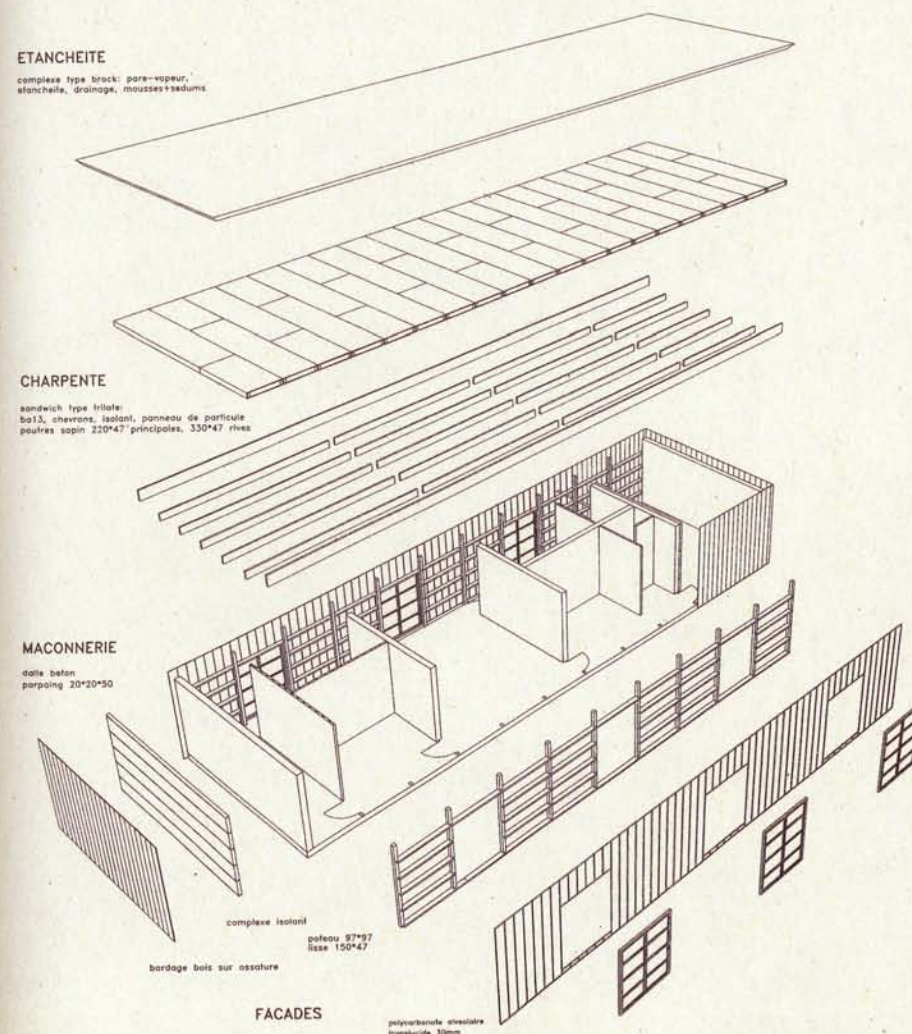 ETANCHEITE
complexe type brock: pare-vapeur,
etancheite, drainage, mousses+sedums
CHARPENTE
sandwich type trilate:
ba13, chevrons, isolant, panneau de particule
poutres sapin 220*47 principales, 330*47 rives
MACONNERIE
dalle beton
parpaing 20*20*50
complexe isolant
poteau 97*97
lisse 150*47
bardage bois sur ossature
FACADES
polycarbonate alveolaire
translucide 30mm